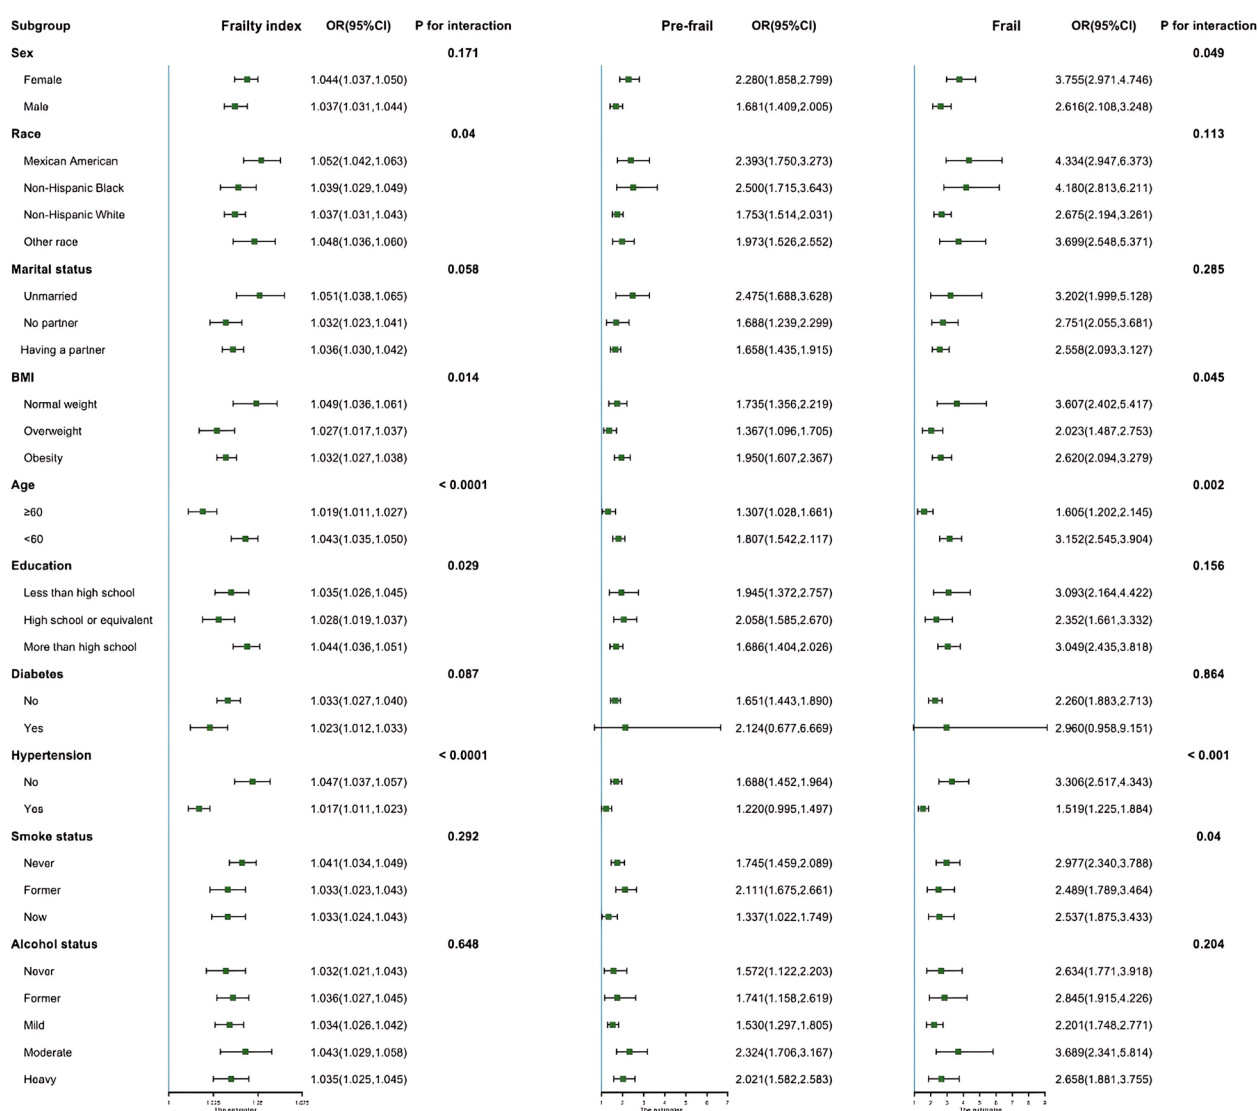 Subgroup Frailty index OR(95%CI) P for interaction Pre-frail OR(95%CI) Frail OR(95%CI) P for interaction
Sex 0.171 0.049
Female 1.044(1.037,1.050) 2.280(1.858,2.799) 3.755(2.971,4.746)
Male 1.037(1.031,1.044) 1.681(1.409,2.005) 2.616(2.108,3.248)
Race 0.04 0.113
Mexican American 1.052(1.042,1.063) 2.393(1.750,3.273) 4.334(2.947,6.373)
Non-Hispanic Black 1.039(1.029,1.049) 2.500(1.715,3.643) 4.180(2.813,6.211)
Non-Hispanic White 1.037(1.031,1.043) 1.753(1.514,2.031) 2.675(2.194,3.261)
Other race 1.048(1.036,1.060) 1.973(1.526,2.552) 3.699(2.548,5.371)
Marital status 0.058 0.285
Unmarried 1.051(1.038,1.065) 2.475(1.688,3.628) 3.202(1.999,5.128)
No partner 1.032(1.023,1.041) 1.688(1.239,2.299) 2.751(2.055,3.681)
Having a partner 1.036(1.030,1.042) 1.658(1.435,1.915) 2.558(2.093,3.127)
BMI 0.014 0.045
Normal weight 1.049(1.036,1.061) 1.735(1.356,2.219) 3.607(2.402,5.417)
Overweight 1.027(1.017,1.037) 1.367(1.096,1.705) 2.023(1.487,2.753)
Obesity 1.032(1.027,1.038) 1.950(1.607,2.367) 2.620(2.094,3.279)
Age < 0.0001 0.002
≥60 1.019(1.011,1.027) 1.307(1.028,1.661) 1.605(1.202,2.145)
<60 1.043(1.035,1.050) 1.807(1.542,2.117) 3.152(2.545,3.904)
Education 0.029 0.156
Less than high school 1.035(1.026,1.045) 1.945(1.372,2.757) 3.093(2.164,4.422)
High school or equivalent 1.028(1.019,1.037) 2.058(1.585,2.670) 2.352(1.661,3.332)
More than high school 1.044(1.036,1.051) 1.686(1.404,2.026) 3.049(2.435,3.818)
Diabetes 0.087 0.864
No 1.033(1.027,1.040) 1.651(1.443,1.890) 2.260(1.883,2.713)
Yes 1.023(1.012,1.033) 2.124(0.677,6.669) 2.960(0.958,9.151)
Hypertension < 0.0001 < 0.001
No 1.047(1.037,1.057) 1.688(1.452,1.964) 3.306(2.517,4.343)
Yes 1.017(1.011,1.023) 1.220(0.995,1.497) 1.519(1.225,1.884)
Smoke status 0.292 0.04
Never 1.041(1.034,1.049) 1.745(1.459,2.089) 2.977(2.340,3.788)
Former 1.033(1.023,1.043) 2.111(1.675,2.661) 2.489(1.789,3.464)
Now 1.033(1.024,1.043) 1.337(1.022,1.749) 2.537(1.875,3.433)
Alcohol status 0.648 0.204
Never 1.032(1.021,1.043) 1.572(1.122,2.203) 2.634(1.771,3.918)
Former 1.036(1.027,1.045) 1.741(1.158,2.619) 2.845(1.915,4.226)
Mild 1.034(1.026,1.042) 1.530(1.297,1.805) 2.201(1.748,2.771)
Moderate 1.043(1.029,1.058) 2.324(1.706,3.167) 3.689(2.341,5.814)
Heavy 1.035(1.025,1.045) 2.021(1.582,2.583) 2.658(1.881,3.755)
1 1.025 1.05 1.075 1 2 3 4 5 6 7 1 2 3 4 5 6 7 8 9
The estimates The estimates The estimates